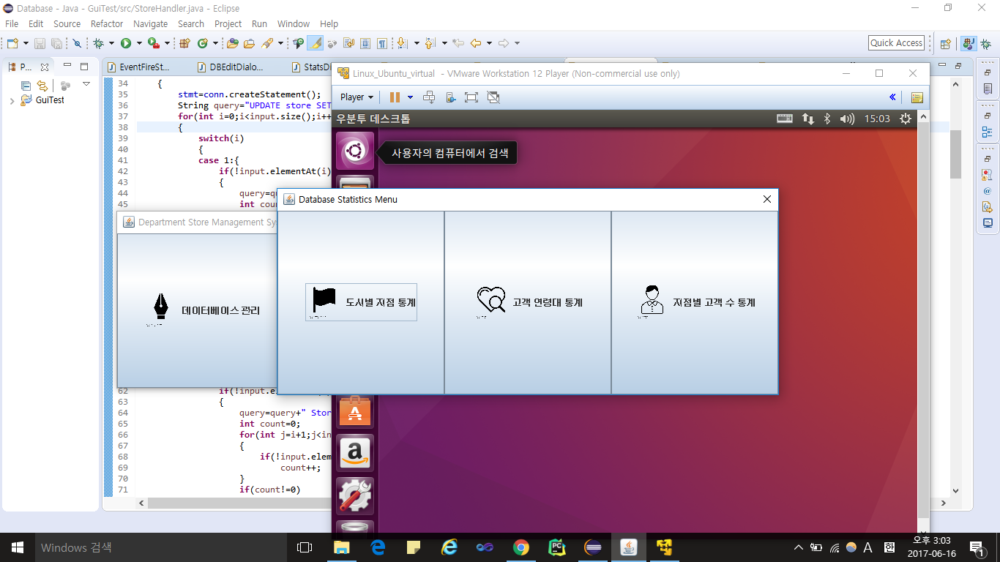 Database - Java - GuiTest/src/StoreHandler.java - Eclipse
File Edit Source Refactor Navigate Search Project Run Window Help
Quick Access
P...
EventFireSt...
DBEditDialo...
StatsDi
GuiTest
34 {
35 stmt=conn.createStatement();
36 String query="UPDATE store SET
37 for(int i=0;i<input.size();i++
38 {
39 switch(i)
40 {
41 case 1:{
42 if(!input.elementAt(i)
43 {
44 query=qu
45 int cou
Linux_Ubuntu_virtual - VMware Workstation 12 Player (Non-commercial use only)
Player
우분투 데스크톱
15:03
사용자의 컴퓨터에서 검색
Department Store Management Sy
데이터베이스 관리
Database Statistics Menu
도시별 지점 통계
고객 연령대 통계
지점별 고객 수 통계
62 if(!input.e
63 {
64 query=query+" Stor
65 int count=0;
66 for(int j=i+1;j<in
67 {
68 if(!input.elem
69 count++;
70 }
71 if(count!=0)
Windows 검색
A
한
오후 3:03
2017-06-16
1